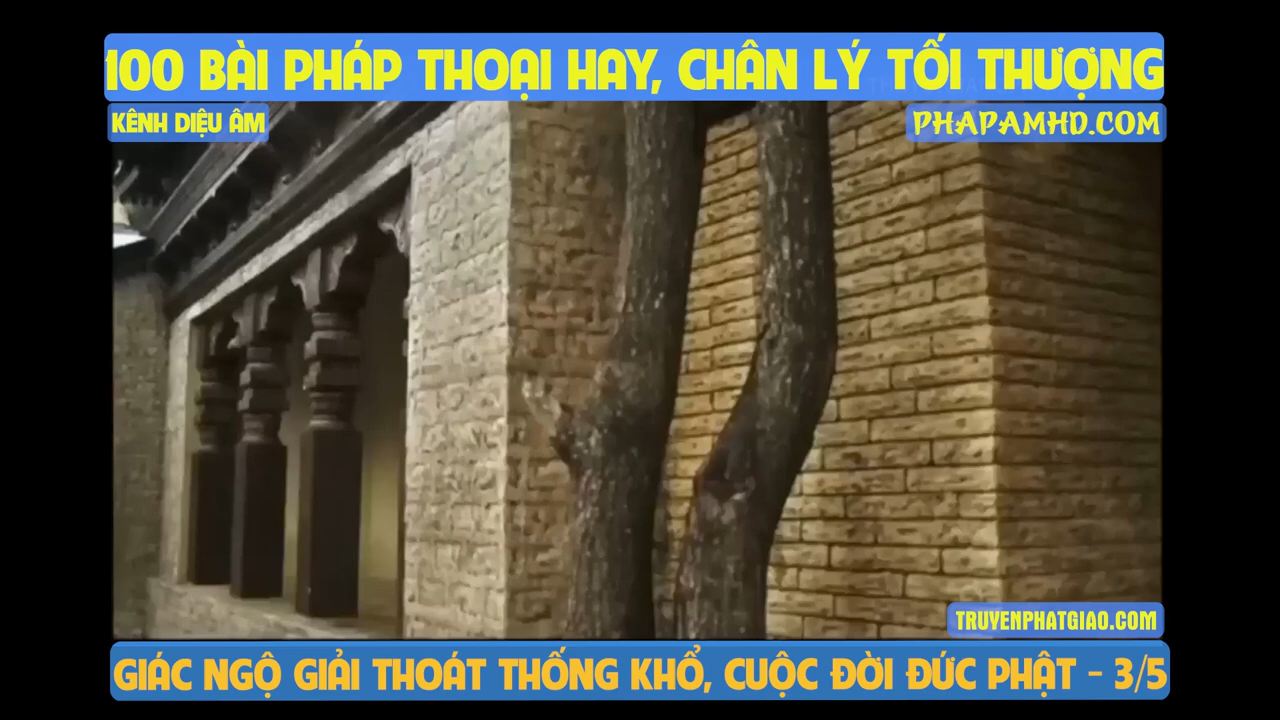 100 BÀI PHÁP THOẠI HAY, CHÂN LÝ TỐI THƯỢNG
KÊNH DIỆU ÂM
PHAPAMHD.COM
TRUYENPHATGIAO.COM
GIÁC NGỘ GIẢI THOÁT THỐNG KHỔ, CUỘC ĐỜI ĐỨC PHẬT - 3/5